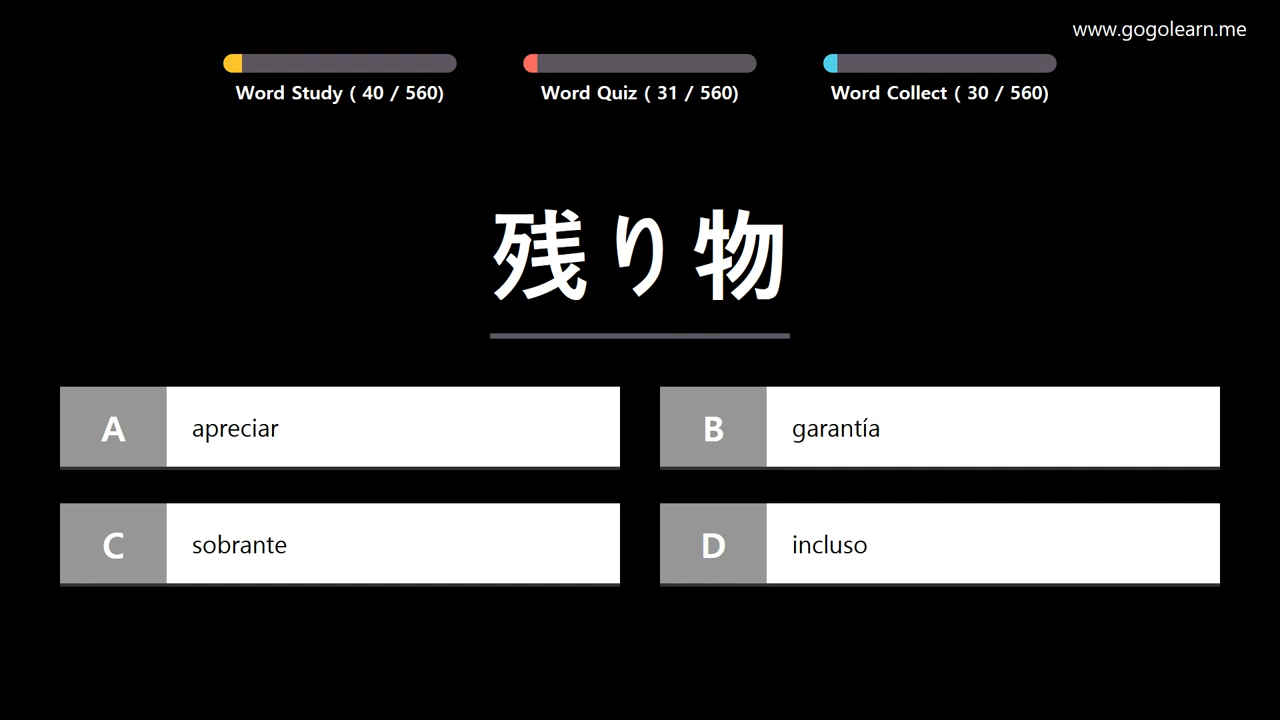 www.gogolearn.me
Word Study ( 40 / 560)
Word Quiz ( 31 / 560)
Word Collect ( 30 / 560)
残り物
A apreciar
B garantía
C sobrante
D incluso